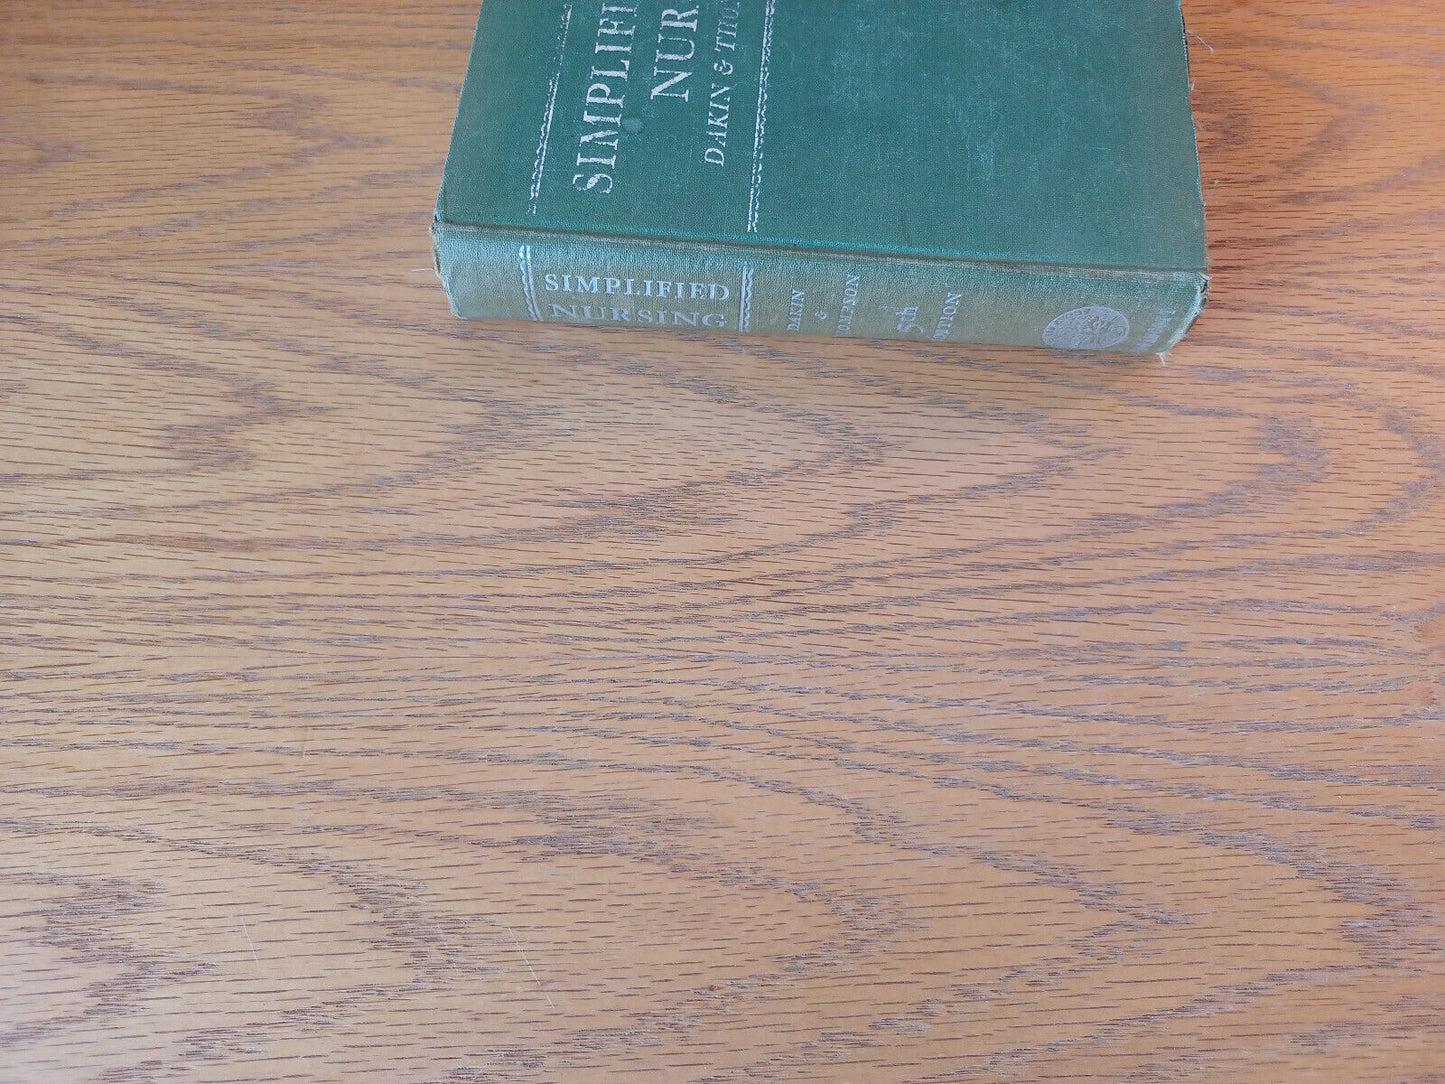 SIMPLIFI
NUR
DAKIN & THO
SIMPLIFIED
NURSING
DAKIN
&
5th